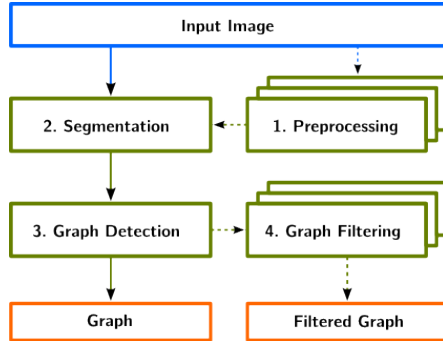 Input Image
2. Segmentation
1. Preprocessing
3. Graph Detection
4. Graph Filtering
Graph
Filtered Graph